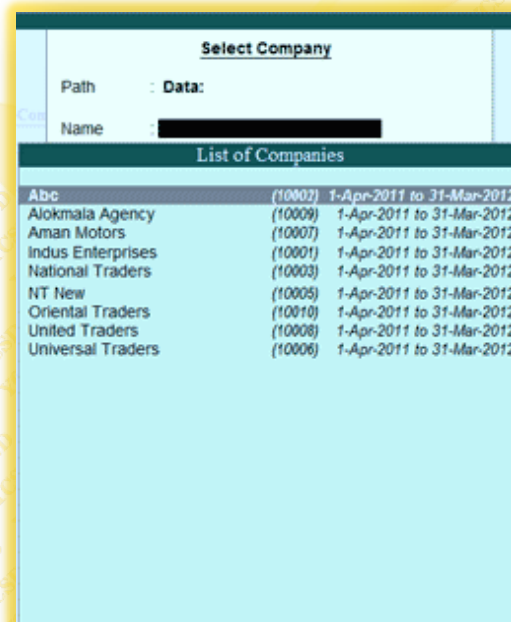 Select Company
Path : Data:
Name :
List of Companies
Abc (10002) 1-Apr-2011 to 31-Mar-2012
Alokmala Agency (10009) 1-Apr-2011 to 31-Mar-2012
Aman Motors (10007) 1-Apr-2011 to 31-Mar-2012
Indus Enterprises (10001) 1-Apr-2011 to 31-Mar-2012
National Traders (10003) 1-Apr-2011 to 31-Mar-2012
NT New (10005) 1-Apr-2011 to 31-Mar-2012
Oriental Traders (10010) 1-Apr-2011 to 31-Mar-2012
United Traders (10008) 1-Apr-2011 to 31-Mar-2012
Universal Traders (10006) 1-Apr-2011 to 31-Mar-2012